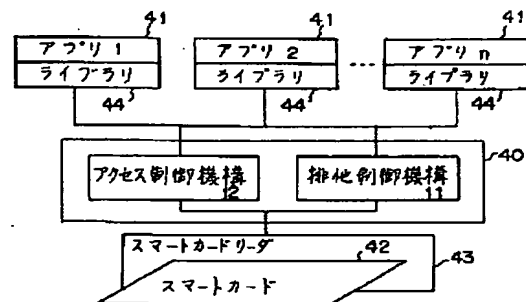 41 41 41
アプリ 1 アプリ 2 ・・・ アプリ n
ライブラリ ライブラリ ライブラリ
44 44 44
40
アクセス制御機構 排他制御機構
12 11
スマートカードリーダ 42
43
スマートカード